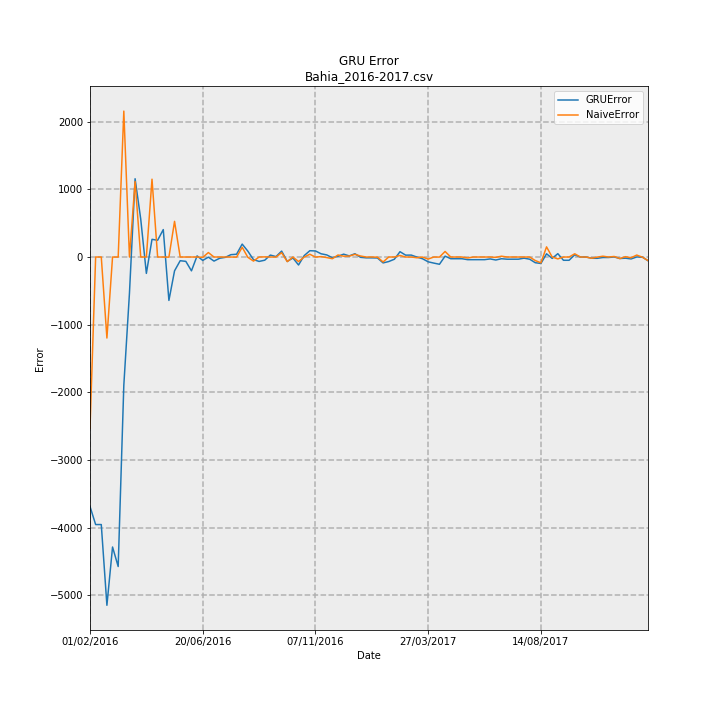 GRU Error
Bahia_2016-2017.csv
GRUError
NaiveError
2000
1000
0
−1000
−2000
−3000
−4000
−5000
Error
01/02/2016
20/06/2016
07/11/2016
27/03/2017
14/08/2017
Date